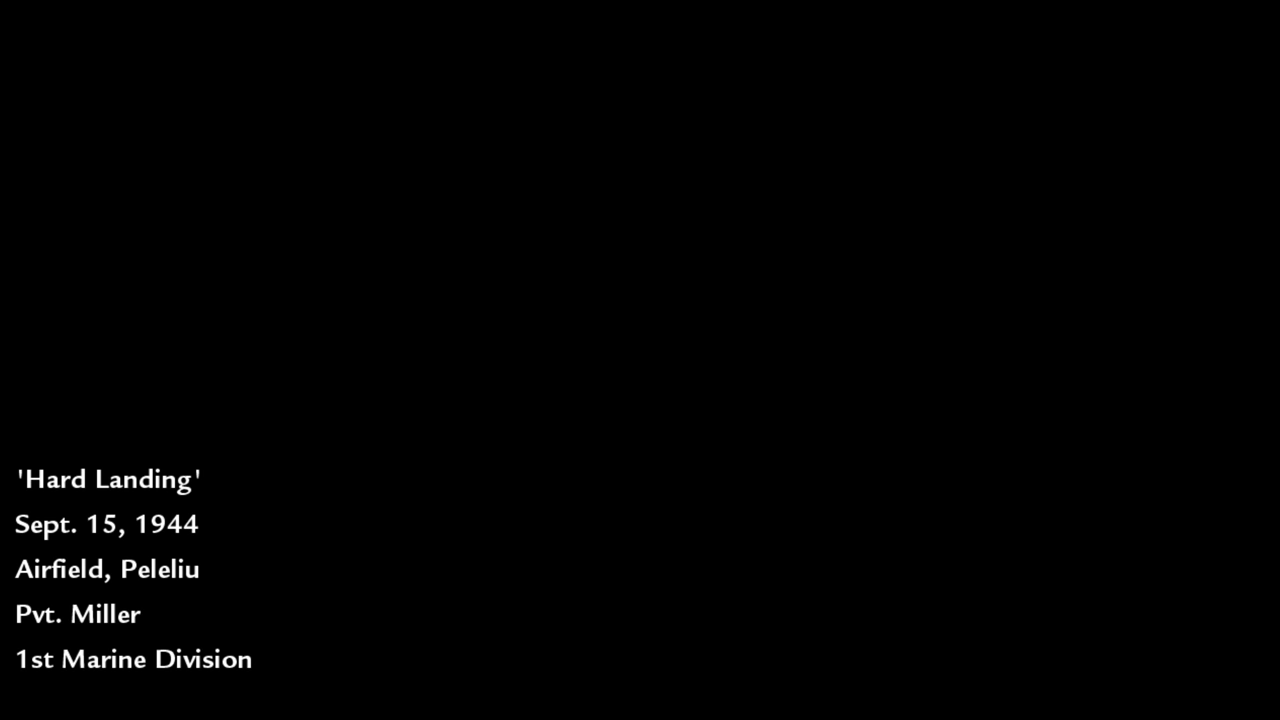 'Hard Landing'
Sept. 15, 1944
Airfield, Peleliu
Pvt. Miller
1st Marine Division